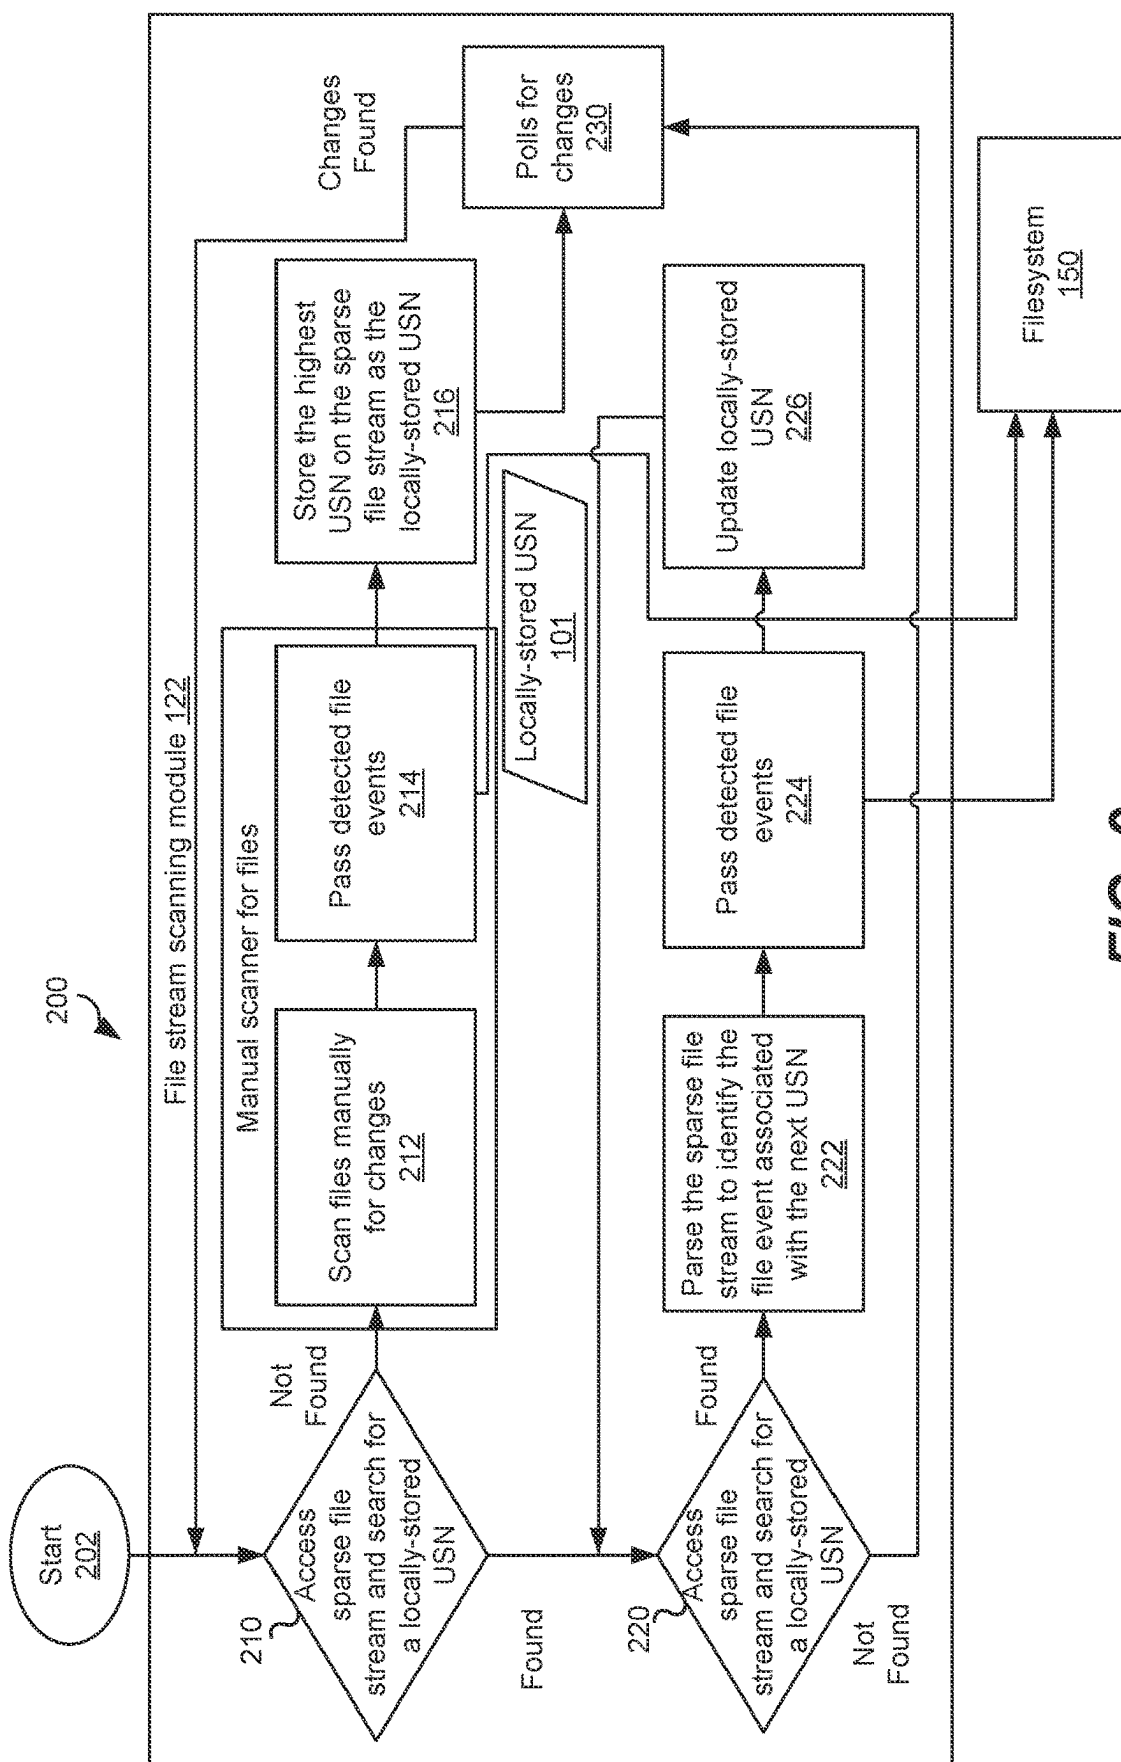 200
Start
202
File stream scanning module 122
210
Access
sparse file
stream and search for
a locally-stored
USN
Not
Found
Found
Manual scanner for files
Scan files manually
for changes
212
Pass detected file
events
214
Store the highest
USN on the sparse
file stream as the
locally-stored USN
216
Changes
Found
Polls for
changes
230
Locally-stored USN
101
220
Access
sparse file
stream and search for
a locally-stored
USN
Found
Not
Found
Parse the sparse file
stream to identify the
file event associated
with the next USN
222
Pass detected file
events
224
Update locally-stored
USN
226
Filesystem
150
FIG.